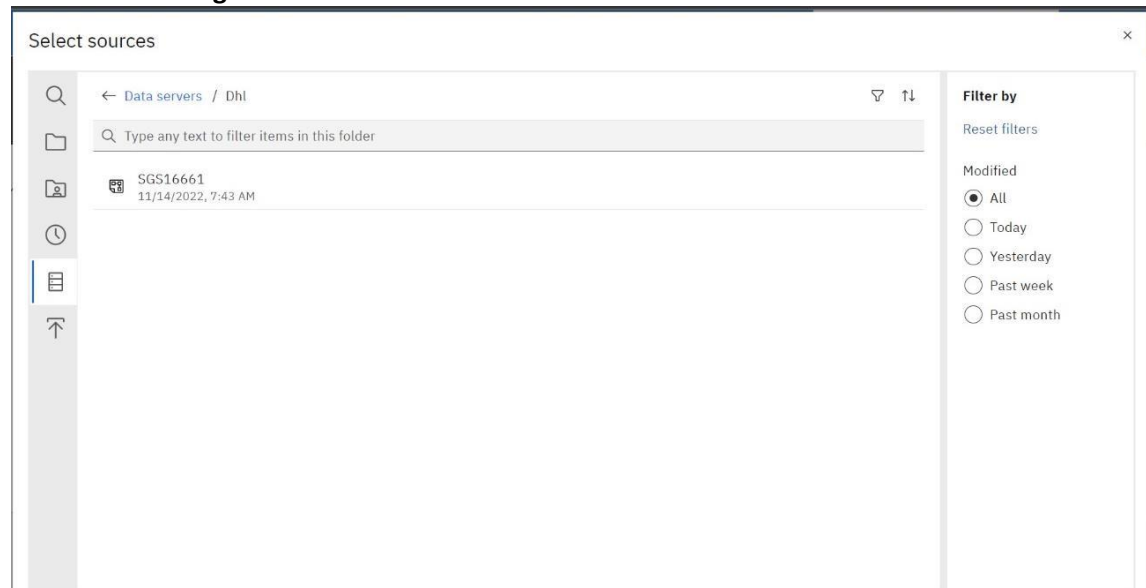 Select sources
×
← Data servers / Dhl
Type any text to filter items in this folder
SGS16661
11/14/2022, 7:43 AM
Filter by
Reset filters
Modified
All
Today
Yesterday
Past week
Past month